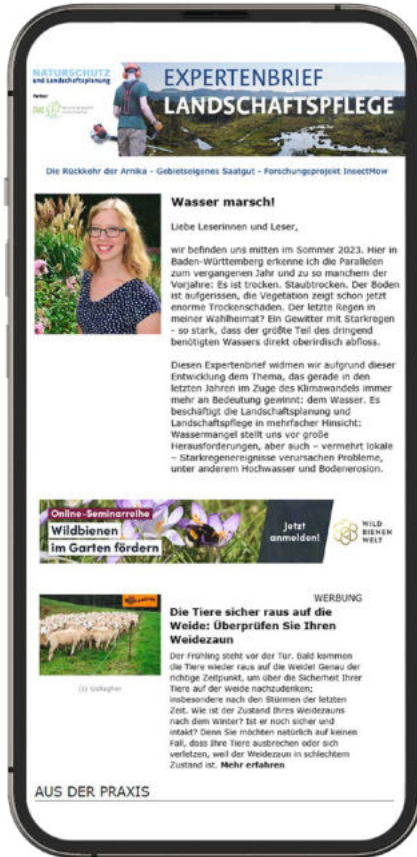 NATURSCHUTZ
und Landschaftsplanung
Partner
EXPERTENBRIEF
LANDSCHAFTSPFLEGE
Die Rückkehr der Arnika - Gebietseigenes Saatgut - Forschungsprojekt InsectMow
Wasser marsch!
Liebe Leserinnen und Leser,
wir befinden uns mitten im Sommer 2023. Hier in
Baden-Württemberg erkenne ich die Parallelen
zum vergangenen Jahr und zu so manchem der
Vorjahre: Es ist trocken. Staubtrocken. Der Boden
ist aufgerissen, die Vegetation zeigt schon jetzt
enorme Trockenschäden. Der letzte Regen in
meiner Wahlheimat? Ein Gewitter mit Starkregen
- so stark, dass der größte Teil des dringend
benötigten Wassers direkt oberirdisch abfloss.
Diesen Expertenbrief widmen wir aufgrund dieser
Entwicklung dem Thema, das gerade in den
letzten Jahren im Zuge des Klimawandels immer
mehr an Bedeutung gewinnt: dem Wasser. Es
beschäftigt die Landschaftsplanung und
Landschaftspflege in mehrfacher Hinsicht:
Wassermangel stellt uns vor große
Herausforderungen, aber auch – vermehrt lokale
– Starkregenereignisse verursachen Probleme,
unter anderem Hochwasser und Bodenerosion.
Online-Seminarreihe
Wildbienen
im Garten fördern
Jetzt
anmelden!
WILD
BIENEN
WELT
WERBUNG
GALLAGHER
Die Tiere sicher raus auf die
Weide: Überprüfen Sie Ihren
Weidezaun
(c) Gallagher
Der Frühling steht vor der Tür. Bald kommen
die Tiere wieder raus auf die Weide! Genau der
richtige Zeitpunkt, um über die Sicherheit Ihrer
Tiere auf der Weide nachzudenken;
insbesondere nach den Stürmen der letzten
Zeit. Wie ist der Zustand Ihres Weidezauns
nach dem Winter? Ist er noch sicher und
intakt? Denn Sie möchten natürlich auf keinen
Fall, dass Ihre Tiere ausbrechen oder sich
verletzen, weil der Weidezaun in schlechtem
Zustand ist. Mehr erfahren
AUS DER PRAXIS